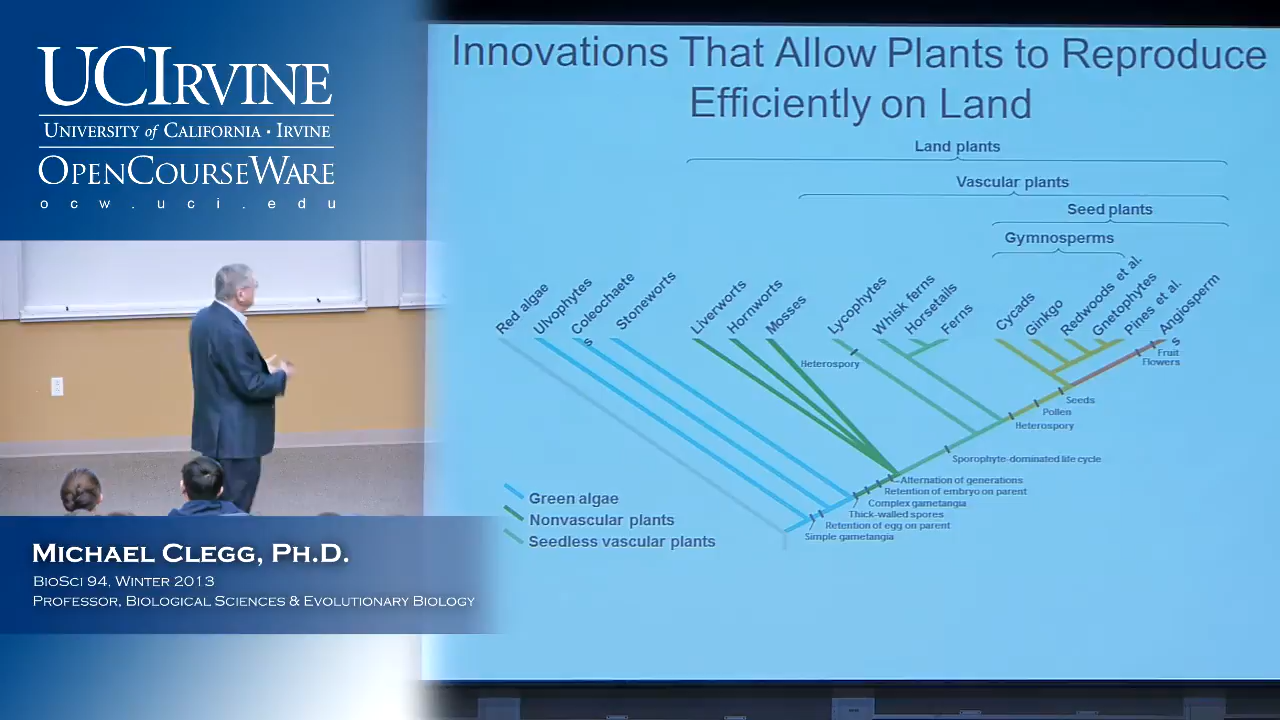 UCIRVINE
UNIVERSITY of CALIFORNIA · IRVINE
OPENCOURSEWARE
ocw.uci.edu
MICHAEL CLEGG, PH.D.
BIOSCI 94, WINTER 2013
PROFESSOR, BIOLOGICAL SCIENCES & EVOLUTIONARY BIOLOGY
Innovations That Allow Plants to Reproduce
Efficiently on Land
Land plants
Vascular plants
Seed plants
Gymnosperms
Red algae
Ulvophytes
Coleochaete
s
Stoneworts
Liverworts
Hornworts
Mosses
Lycophytes
Whisk ferns
Horsetails
Ferns
Cycads
Ginkgo
Redwoods et al.
Gnetophytes
Pines et al.
Angiosperm
s
Heterospory
Fruit
Flowers
Seeds
Pollen
Heterospory
Sporophyte-dominated life cycle
Alternation of generations
Retention of embryo on parent
Complex gametangia
Thick-walled spores
Retention of egg on parent
Simple gametangia
Green algae
Nonvascular plants
Seedless vascular plants